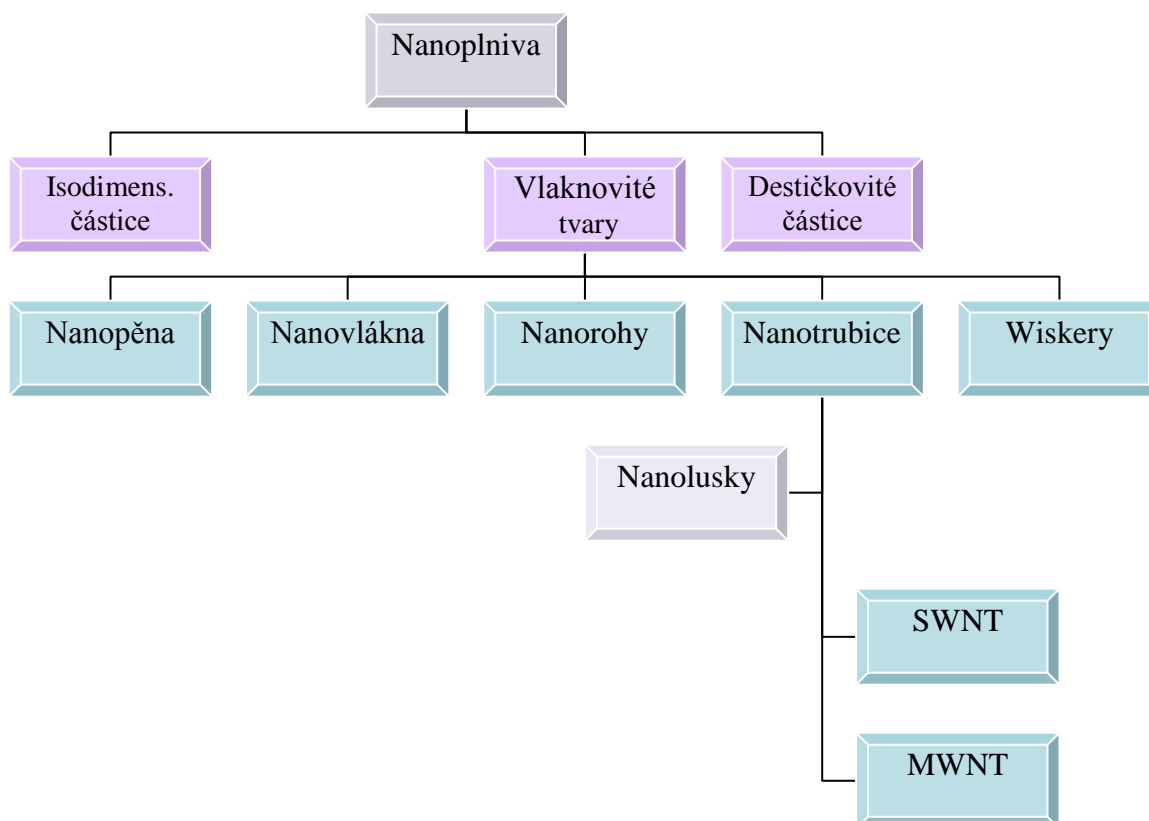 Nanoplniva
Isodimens.
částice
Vlaknovité
tvary
Destičkovité
částice
Nanopěna
Nanovlákna
Nanorohy
Nanotrubice
Wiskery
Nanolusky
SWNT
MWNT